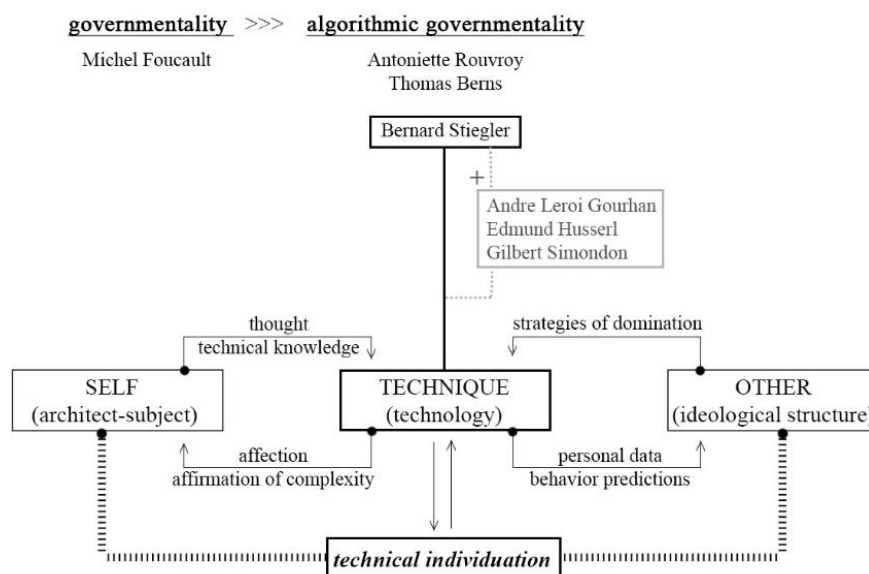 governmentality >>> algorithmic governmentality
Michel Foucault
Antoniette Rouvroy
Thomas Berns
Bernard Stiegler
+
Andre Leroi Gourhan
Edmund Husserl
Gilbert Simondon
thought
technical knowledge
strategies of domination
SELF
(architect-subject)
TECHNIQUE
(technology)
OTHER
(ideological structure)
affection
affirmation of complexity
personal data
behavior predictions
technical individuation